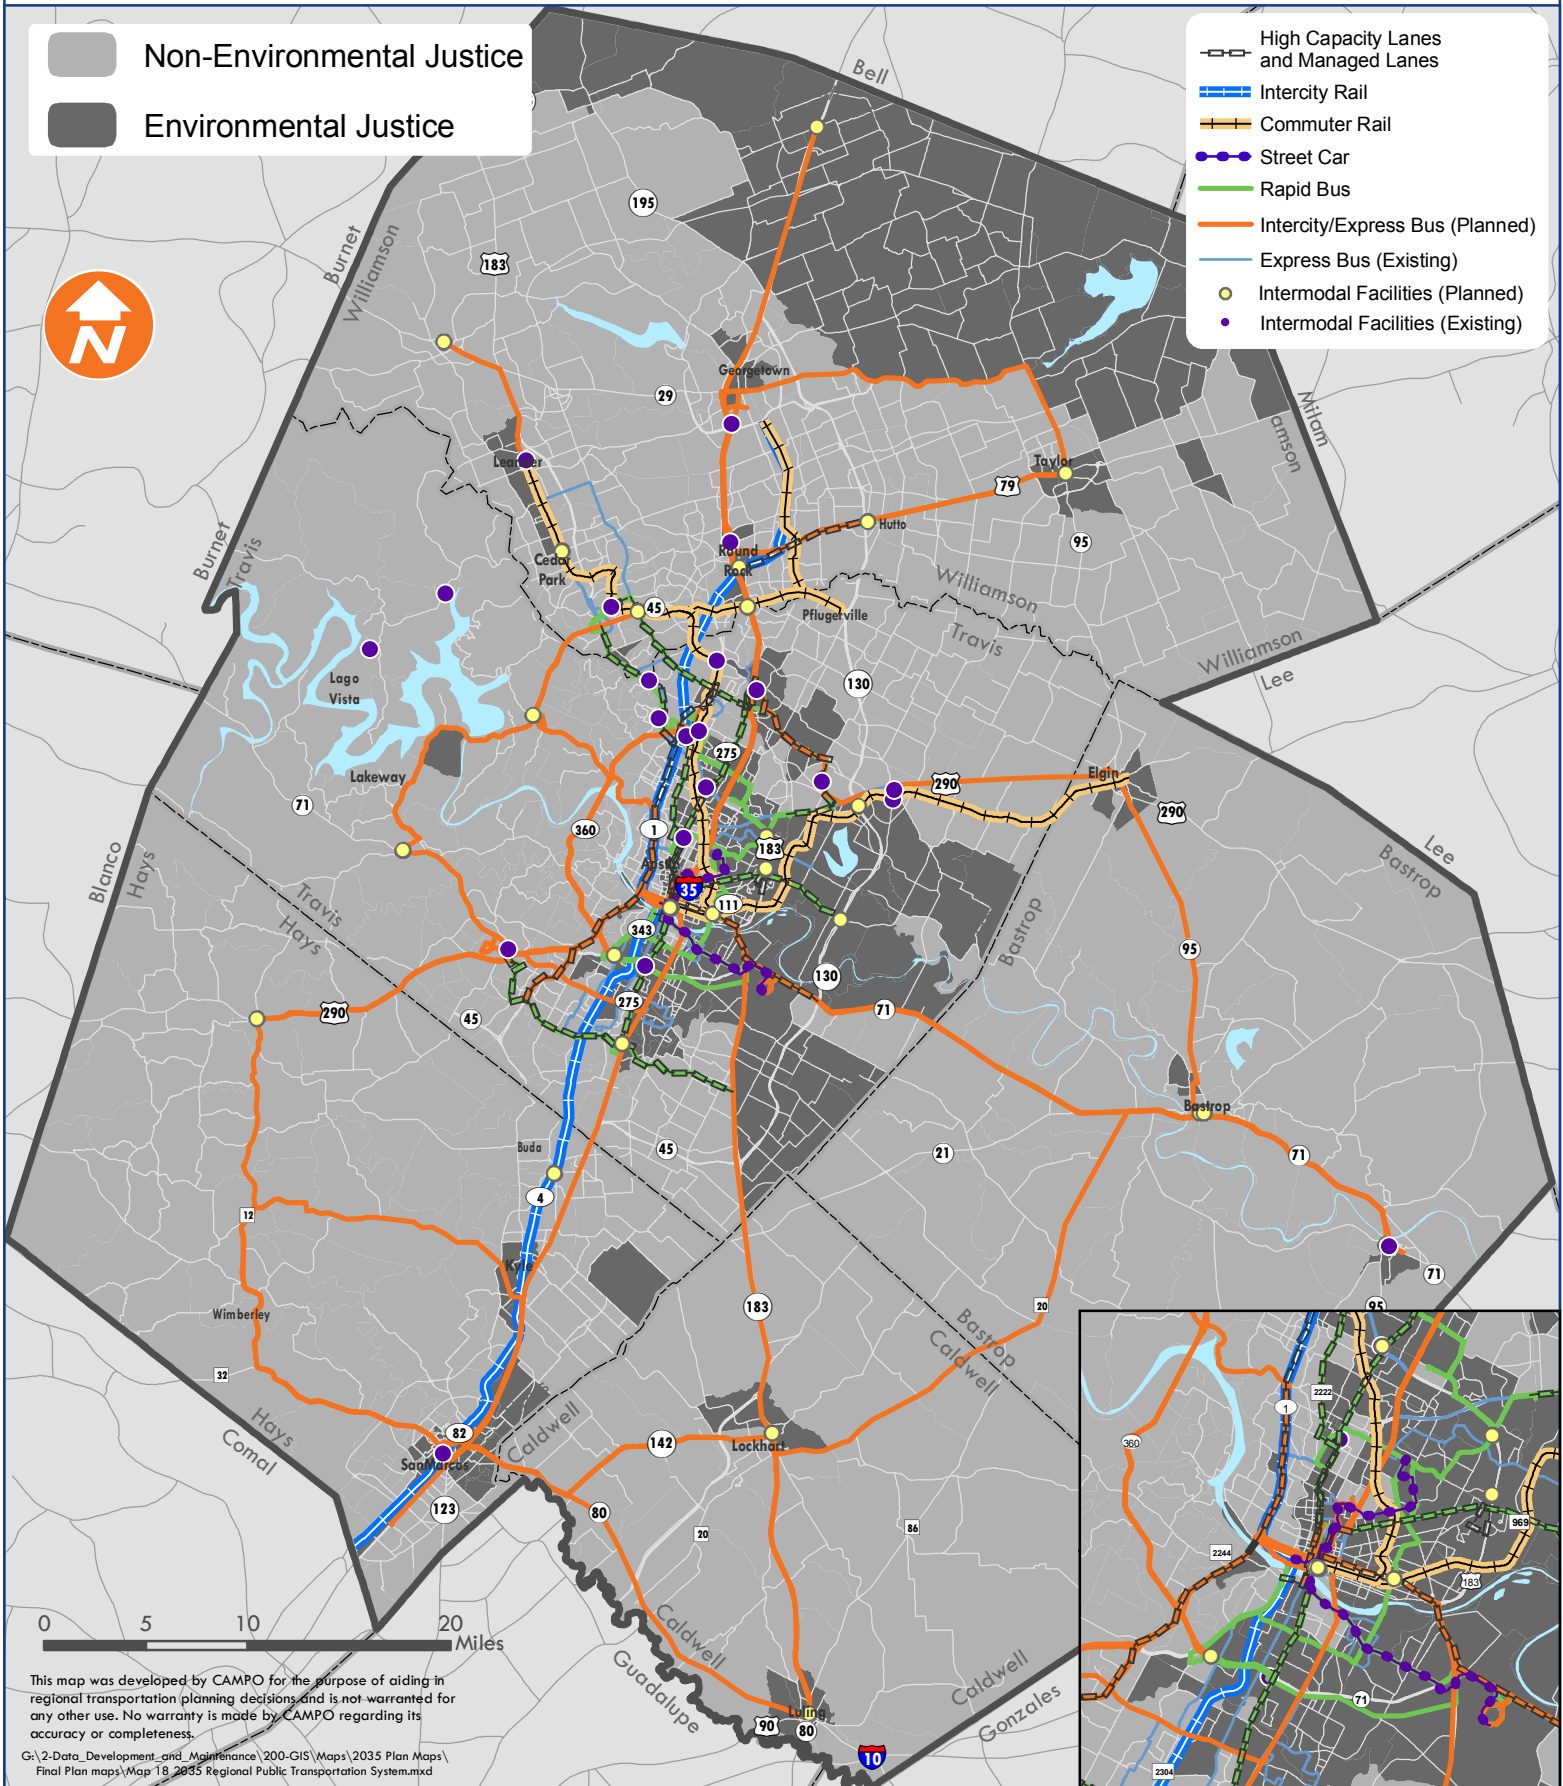 Non-Environmental Justice
Environmental Justice
High Capacity Lanes
and Managed Lanes
Intercity Rail
Commuter Rail
Street Car
Rapid Bus
Intercity/Express Bus (Planned)
Express Bus (Existing)
Intermodal Facilities (Planned)
Intermodal Facilities (Existing)
Bell
195
Burnet
Williamson
183
N
Georgetown
29
Milam
amson
Leander
Taylor
79
Hutto
95
Round
Rock
Cedar
Park
Burnet
Travis
45
Pflugerville
Williamson
Travis
Williamson
Lee
Lago
Vista
130
275
Lakeway
71
Elgin
290
290
360
1
183
Austin
35
111
Lee
Bastrop
Blanco
Hays
Travis
Hays
343
Bastrop
95
130
275
290
45
71
Bastrop
Buda
45
21
71
4
12
Kyle
Wimberley
183
20
71
95
32
Bastrop
Caldwell
Hays
Comal
82
SanMarcos
Caldwell
142
Lockhart
123
80
20
86
Caldwell
Guadalupe
Caldwell
Gonzales
Luling
90
80
10
2222
1
360
969
2244
183
71
2304
0 5 10 20
Miles
This map was developed by CAMPO for the purpose of aiding in
regional transportation planning decisions and is not warranted for
any other use. No warranty is made by CAMPO regarding its
accuracy or completeness.
G:\2-Data_Development_and_Maintenance\200-GIS\Maps\2035 Plan Maps\
Final Plan maps\Map 18 2035 Regional Public Transportation System.mxd